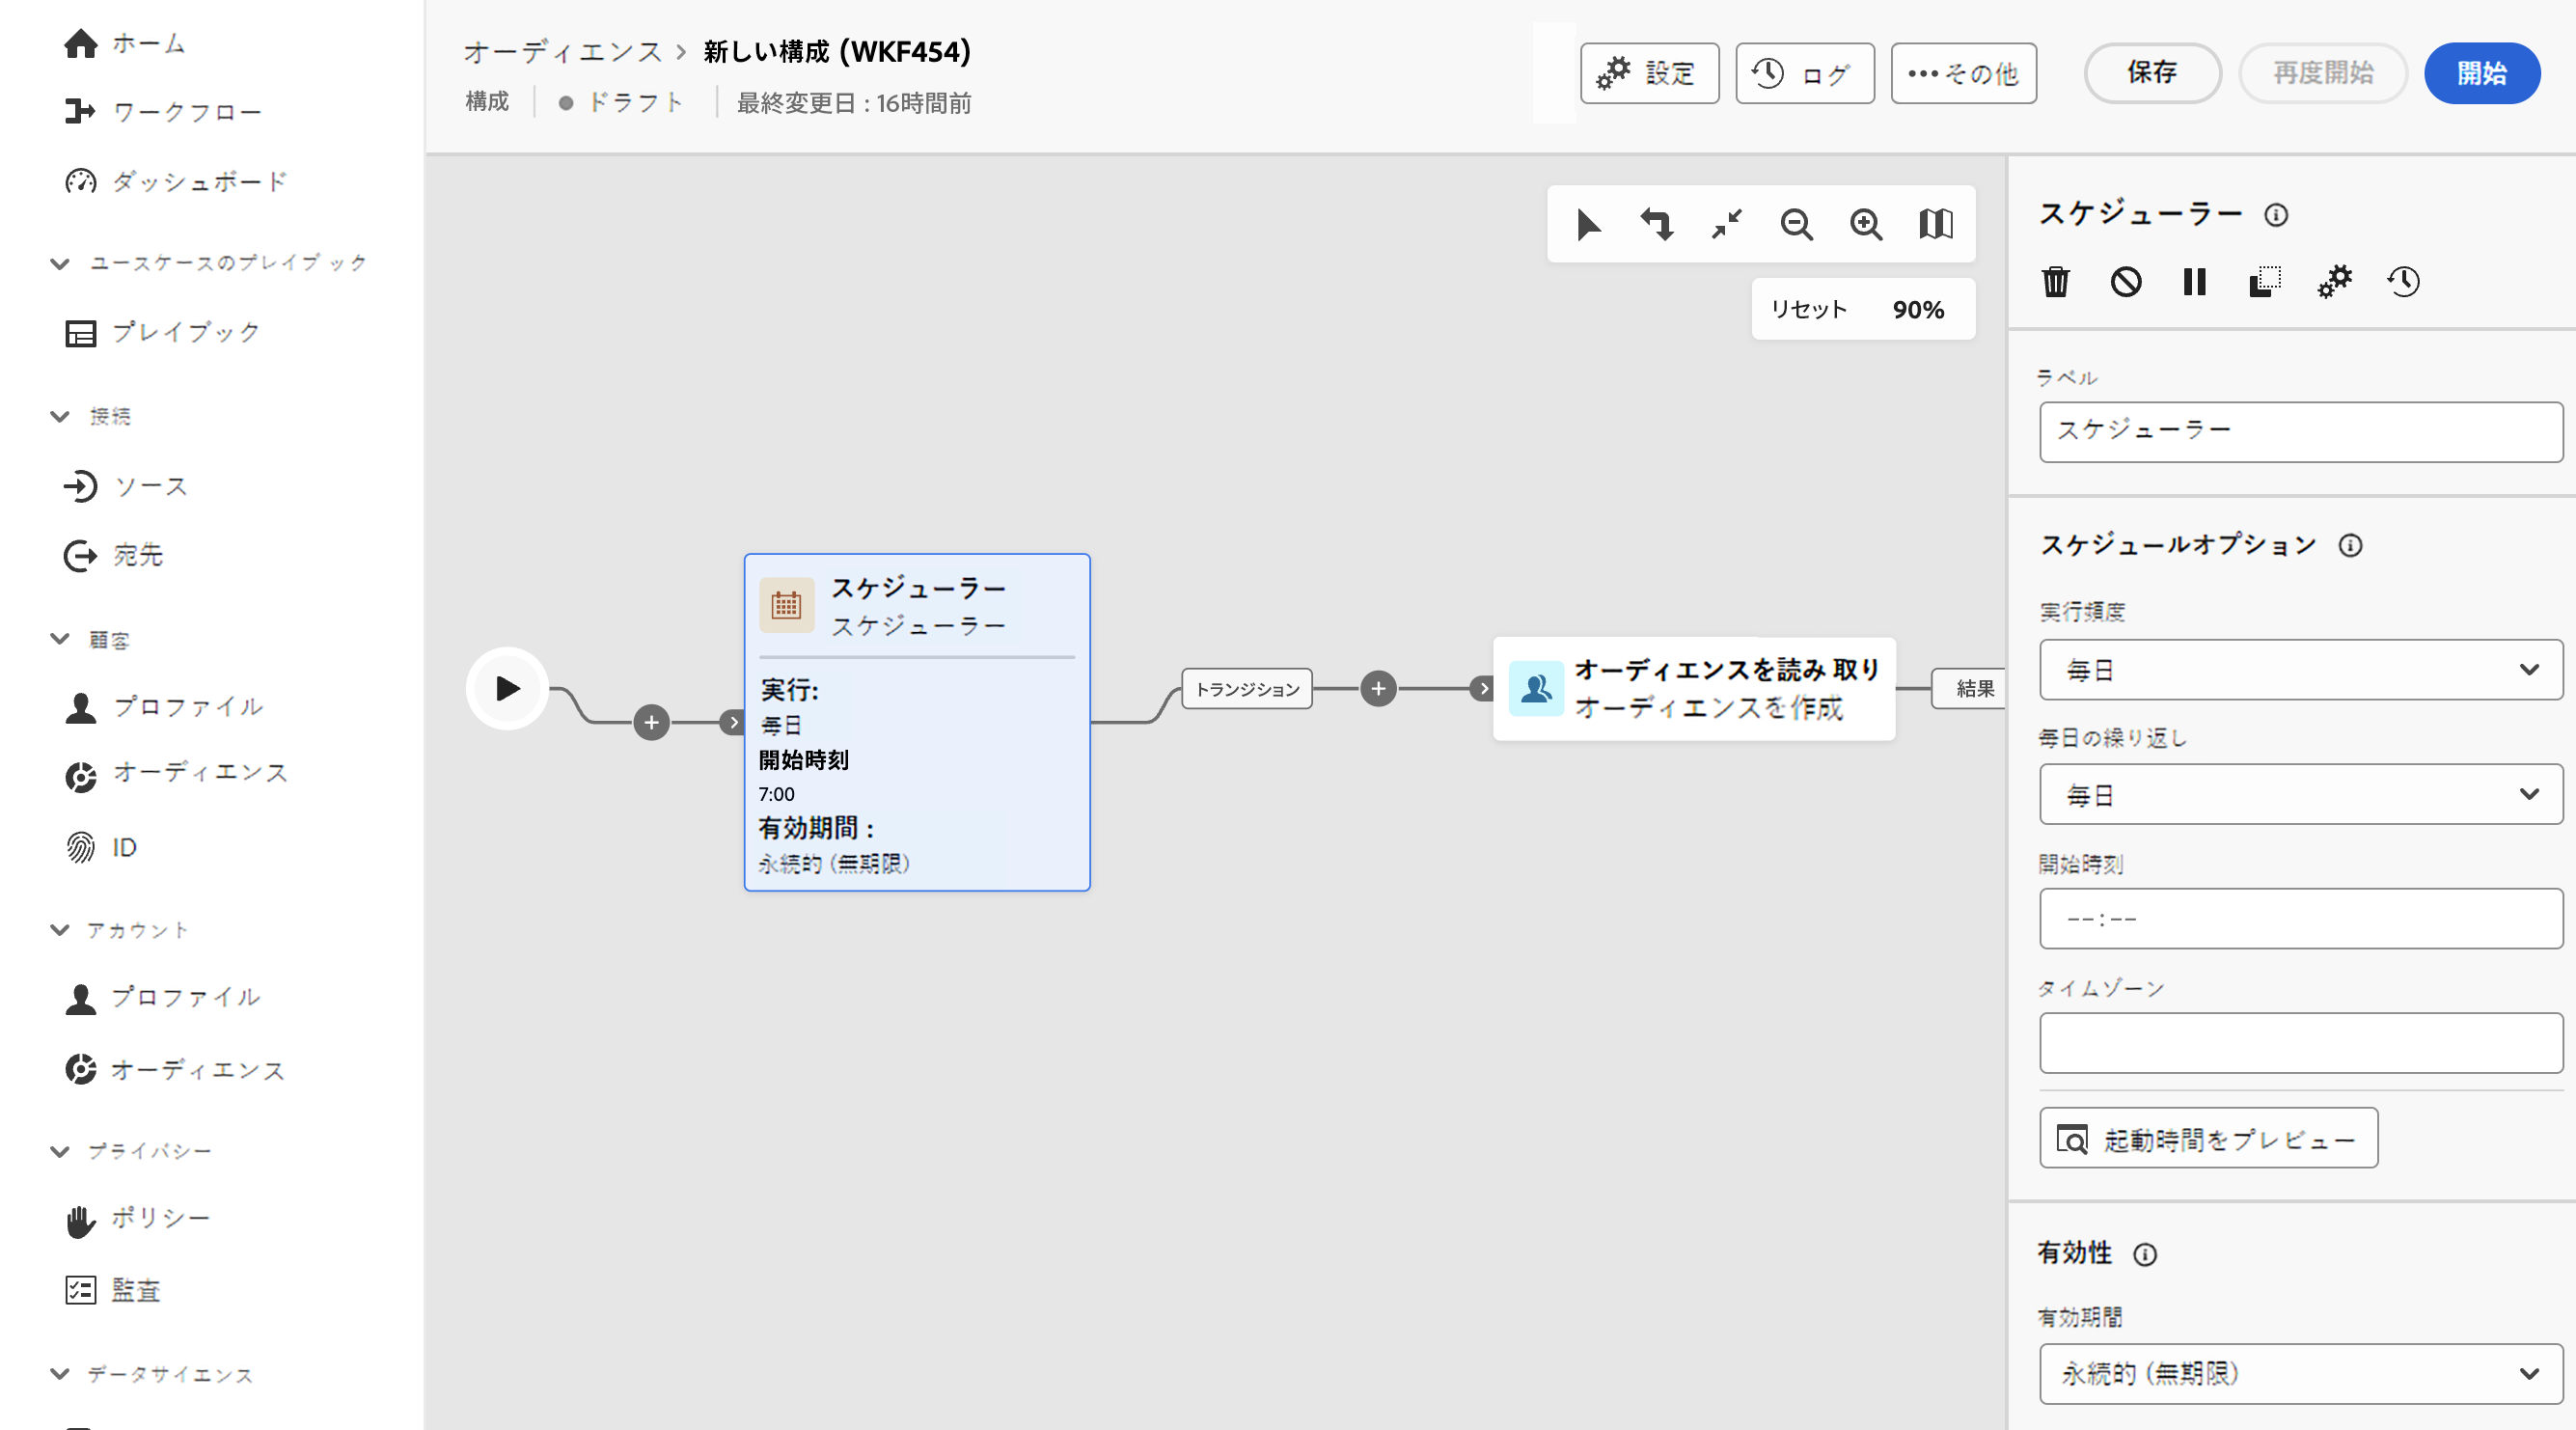 ホーム
ワークフロー
ダッシュボード
ユースケースのプレイブ ック
プレイブック
接続
ソース
宛先
顧客
プロファイル
オーディエンス
ID
アカウント
プロファイル
オーディエンス
プライバシー
ポリシー
監査
データサイエンス
オーディエンス > 新しい構成 (WKF454)
構成 ドラフト 最終変更日 : 16時間前
設定
ログ
•••その他
保存
再度開始
開始
リセット 90%
スケジューラー
スケジューラー
実行:
毎日
開始時刻
7:00
有効期間 :
永続的 (無期限)
トランジション
オーディエンスを読み 取り
オーディエンスを作成
結果
スケジューラー
ラベル
スケジューラー
スケジュールオプション
実行頻度
毎日
毎日の繰り返し
毎日
開始時刻
--:--
タイムゾーン
起動時間をプレビュー
有効性
有効期間
永続的 (無期限)